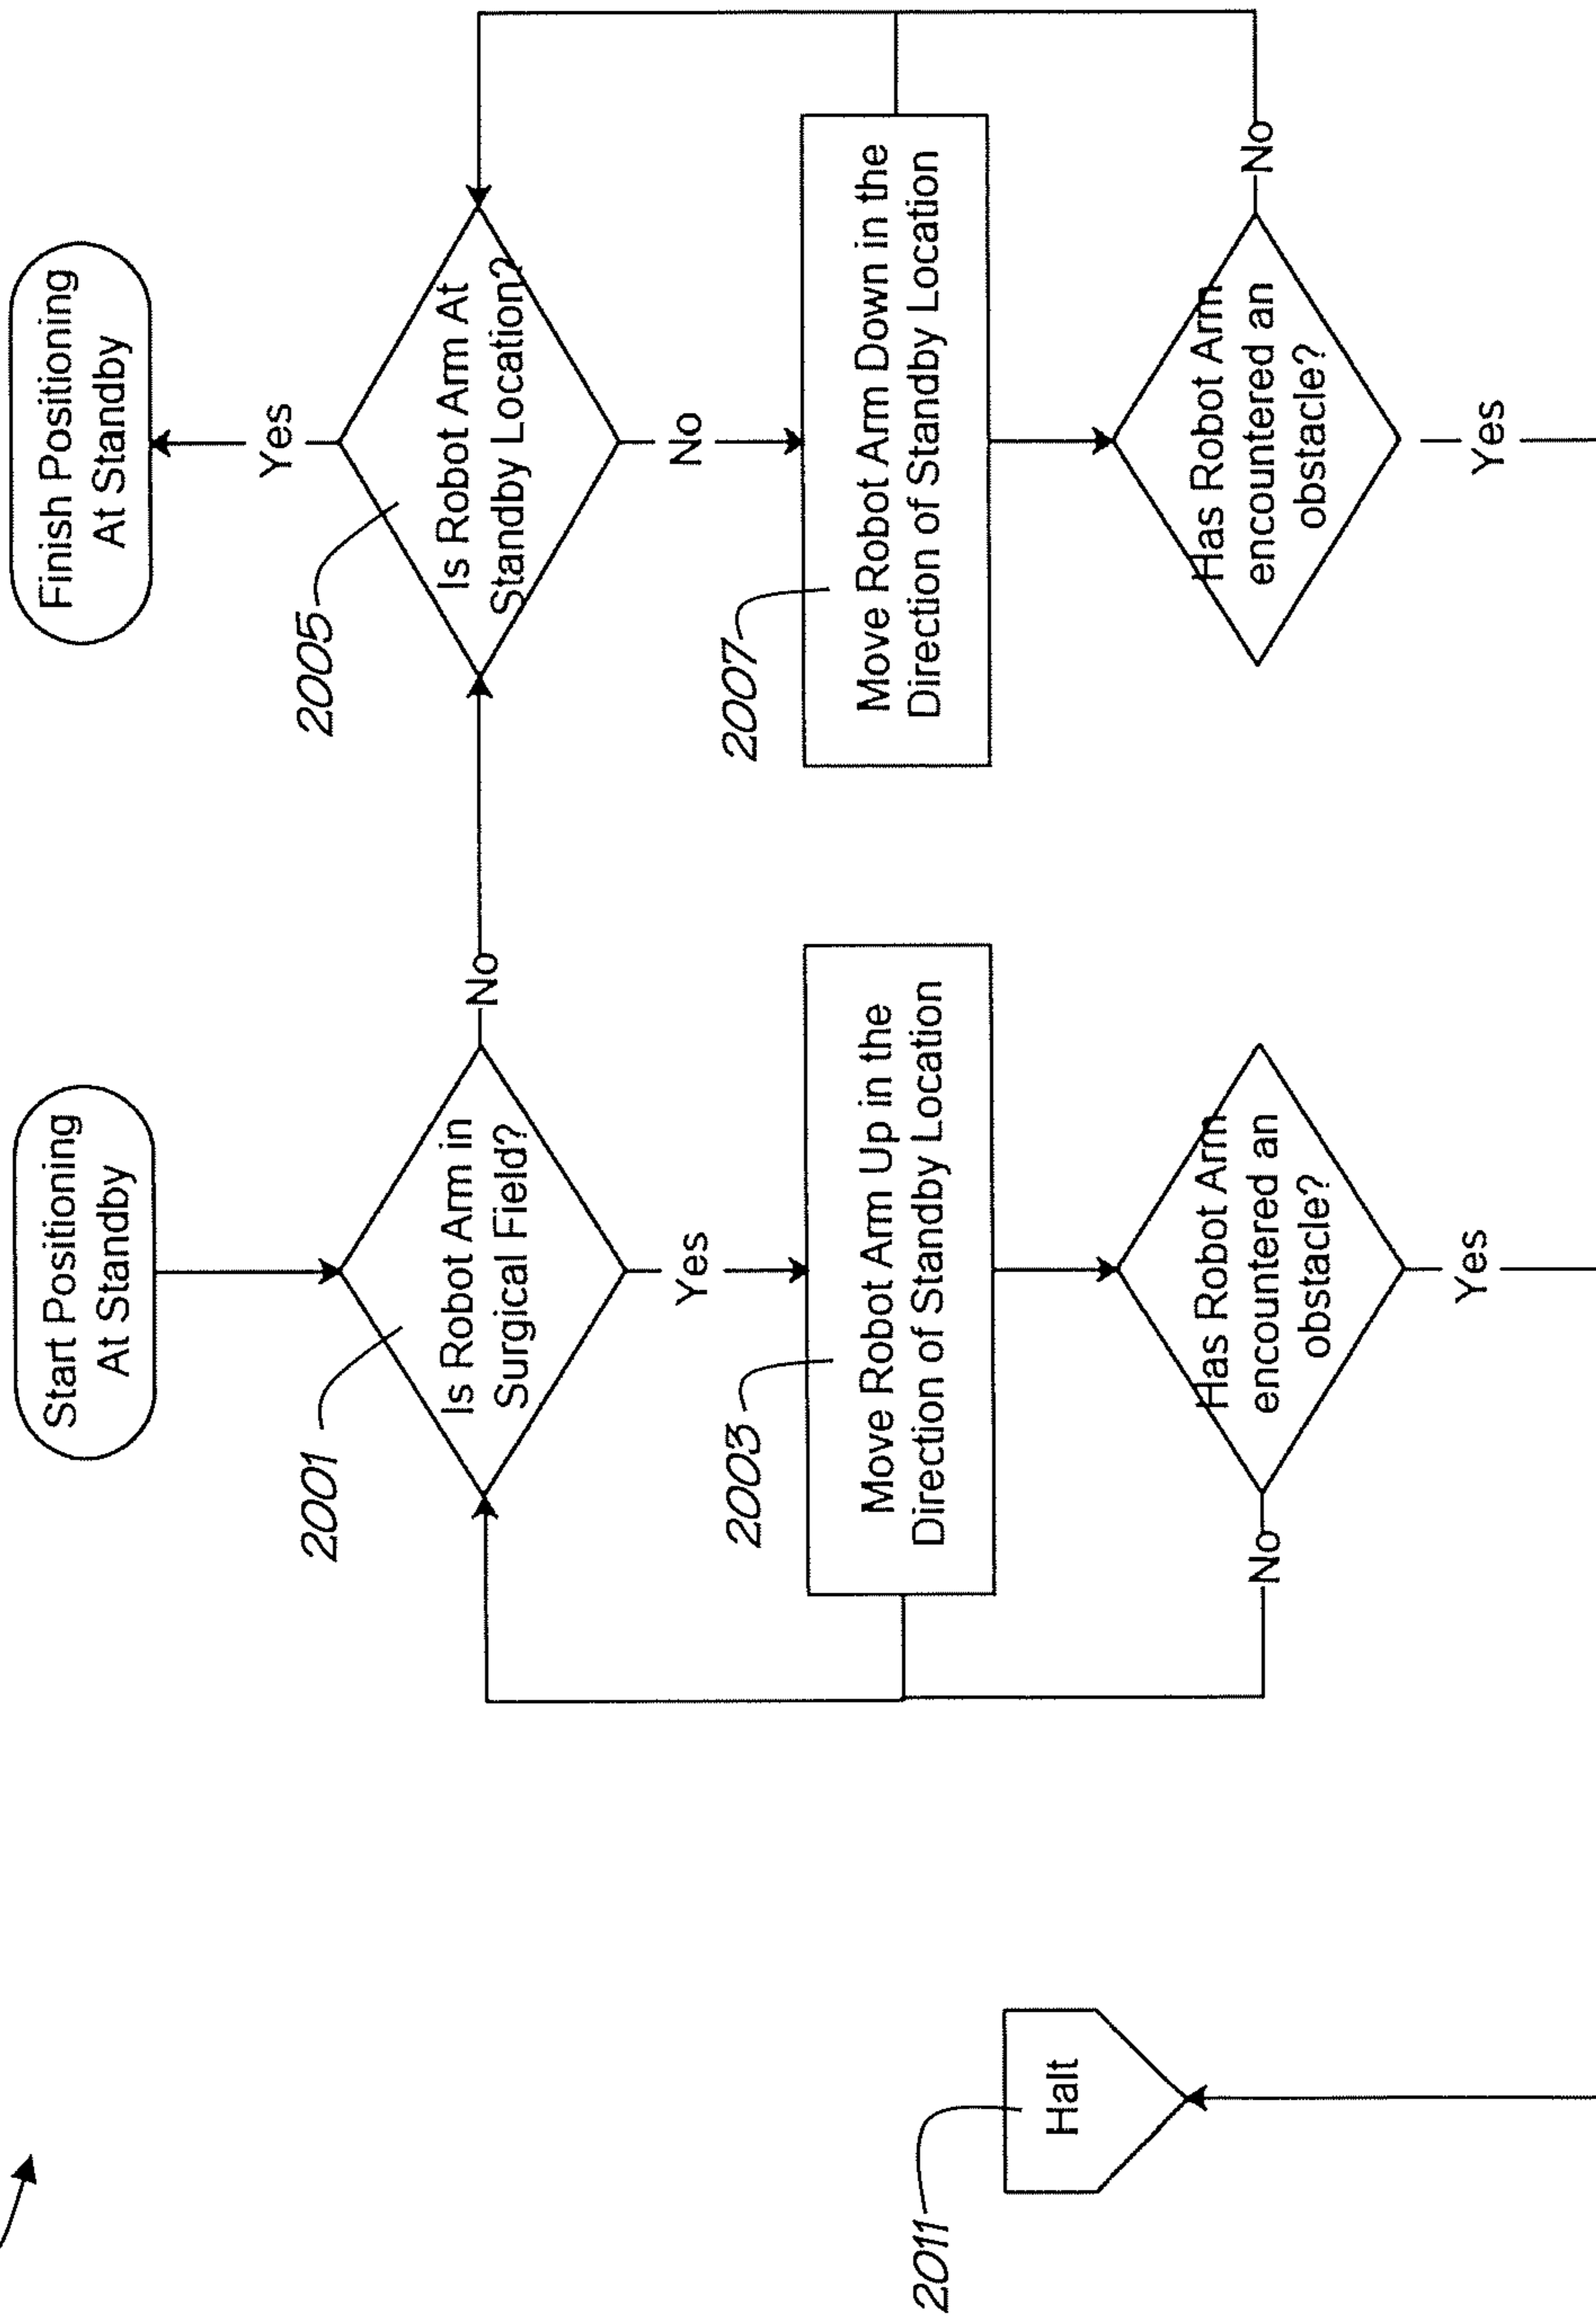 Start Positioning
At Standby
2001
Is Robot Arm in
Surgical Field?
No
Yes
2003
Move Robot Arm Up in the
Direction of Standby Location
Has Robot Arm
encountered an
obstacle?
No
Yes
2011
Halt
Finish Positioning
At Standby
Yes
2005
Is Robot Arm At
Standby Location?
No
2007
Move Robot Arm Down in the
Direction of Standby Location
Has Robot Arm
encountered an
obstacle?
No
Yes